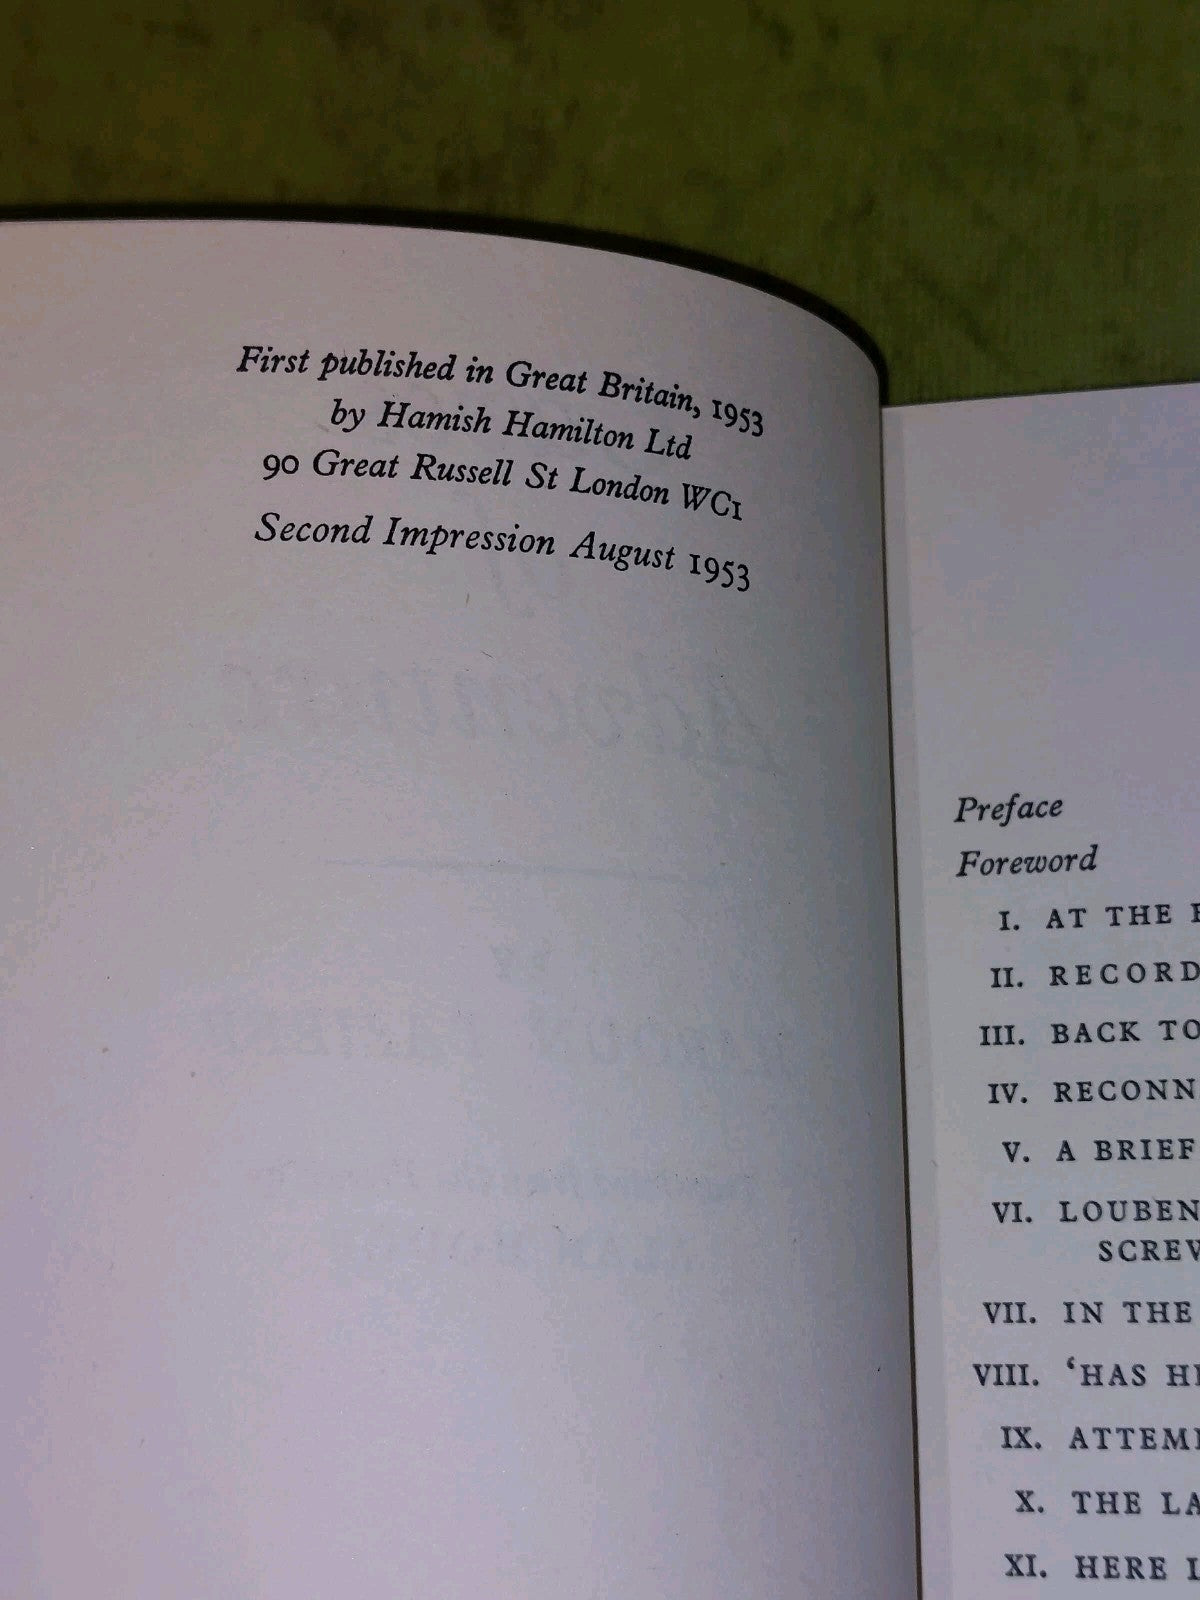 First published in Great Britain, 1953
by Hamish Hamilton Ltd
90 Great Russell St London WC1
Second Impression August 1953
Preface
Foreword
I. AT THE
II. RECORD
III. BACK TO
IV. RECONN
V. A BRIEF
VI. LOUBEN
SCREW
VII. IN THE
VIII. ‘HAS HE
IX. ATTEM
X. THE LA
XI. HERE L